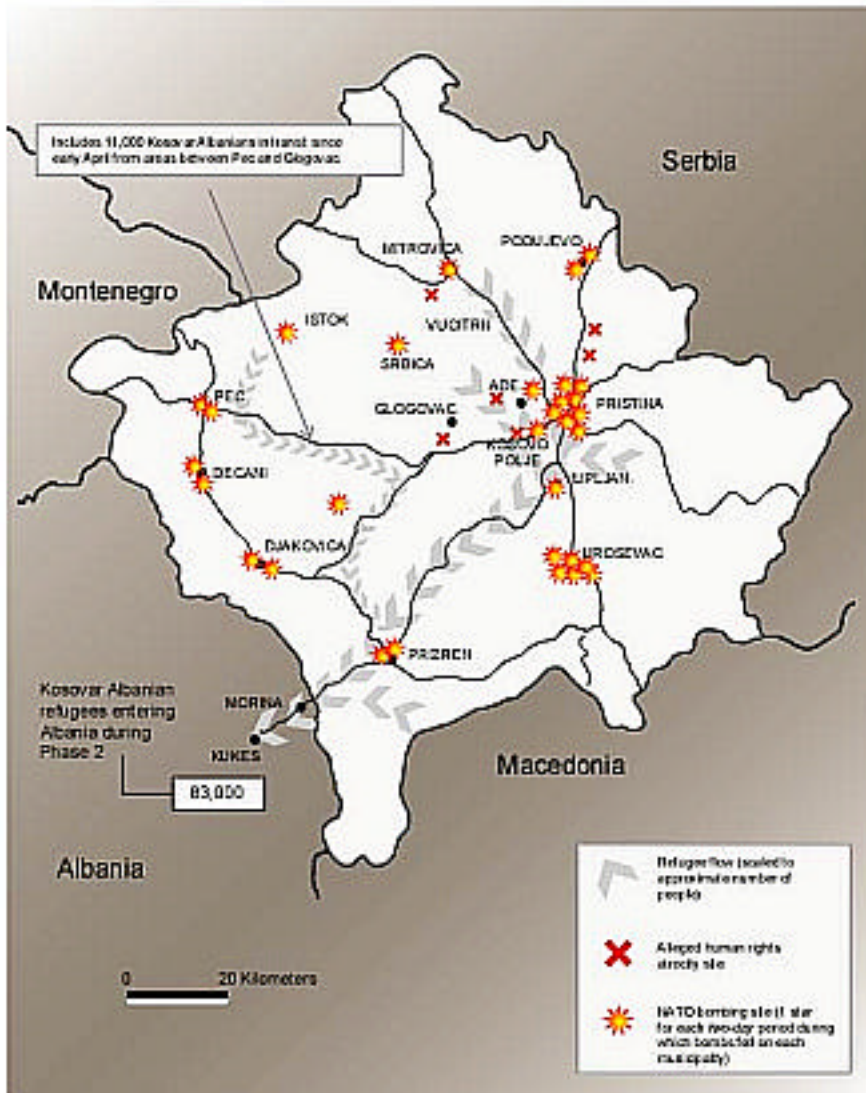 Includes 11,000 Kosovar Albanians in transit since
early April from areas between Pec and Glogovac.
Serbia
MITROVICA
PODUJEVO
Montenegro
ISTOK
VUCITRN
SRBICA
PEC
GLOGOVAC
PRISTINA
KOSOVO
POLJE
DECANI
LIPLJAN
DJAKOVICA
UROSEVAC
PRIZREN
Kosovar Albanian
refugees entering
Albania during
Phase 2
MORINA
KUKES
83,000
Macedonia
Albania
Refugee flow (scaled to
approximate number of
people)
Alleged human rights
atrocity site
0 20 Kilometers
NATO bombing site (1 star
for each two-day period during
which bombs fell on each
municipality)